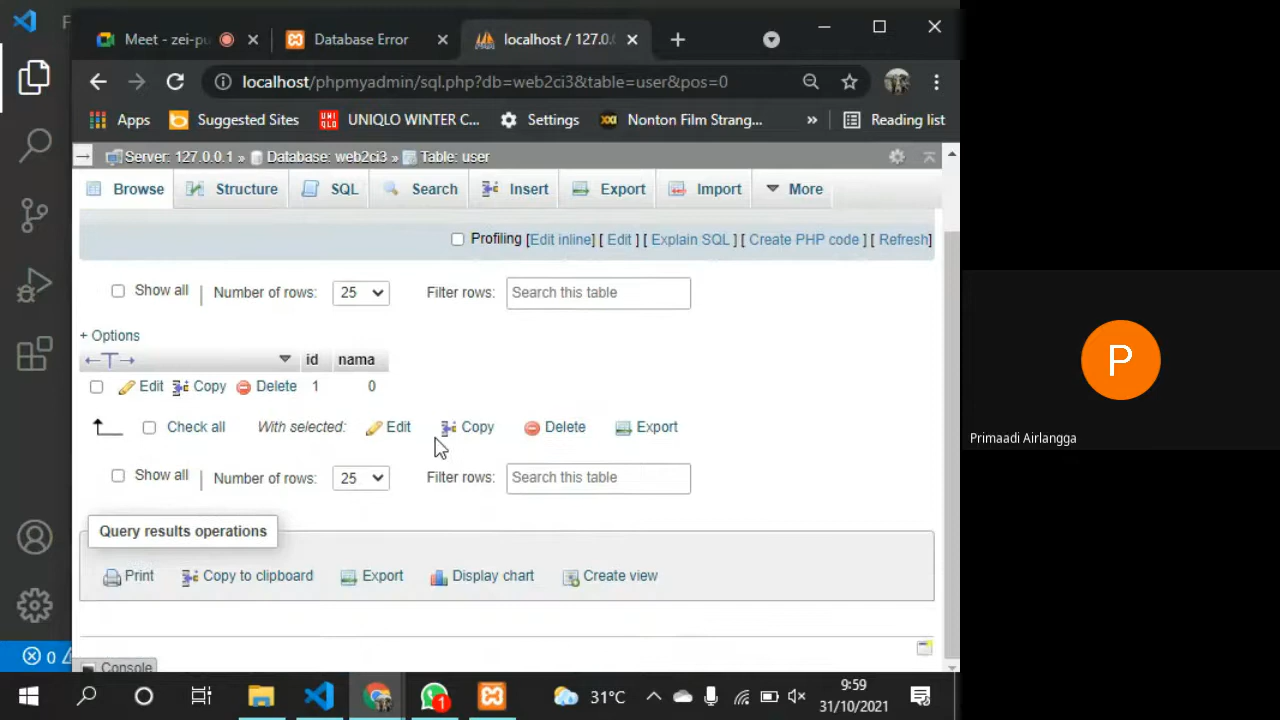 Meet - zei-pu
Database Error
localhost / 127.0.
localhost/phpmyadmin/sql.php?db=web2ci3&table=user&pos=0
Apps
Suggested Sites
UNIQLO WINTER C...
Settings
Nonton Film Strang...
»
Reading list
Server: 127.0.0.1 » Database: web2ci3 » Table: user
Browse
Structure
SQL
Search
Insert
Export
Import
More
Profiling [Edit inline] [ Edit ] [ Explain SQL ] [ Create PHP code ] [ Refresh]
Show all
Number of rows: 25
Filter rows: Search this table
+ Options
id nama
Edit Copy Delete 1 0
Check all With selected: Edit Copy Delete Export
Show all
Number of rows: 25
Filter rows: Search this table
Query results operations
Print Copy to clipboard Export Display chart Create view
Console
F
0
P
Primaadi Airlangga
1
31°C
9:59
31/10/2021